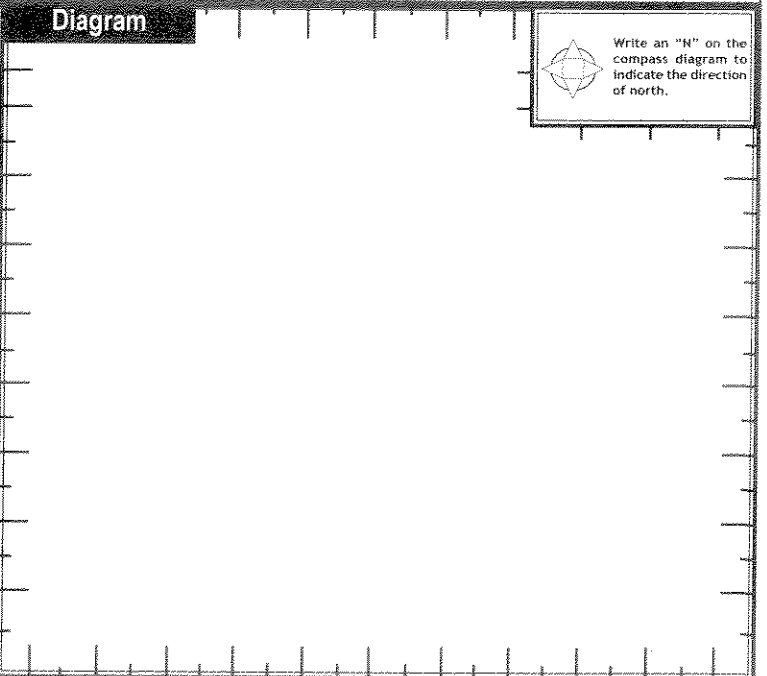 Diagram
Write an "N" on the
compass diagram to
indicate the direction
of north.